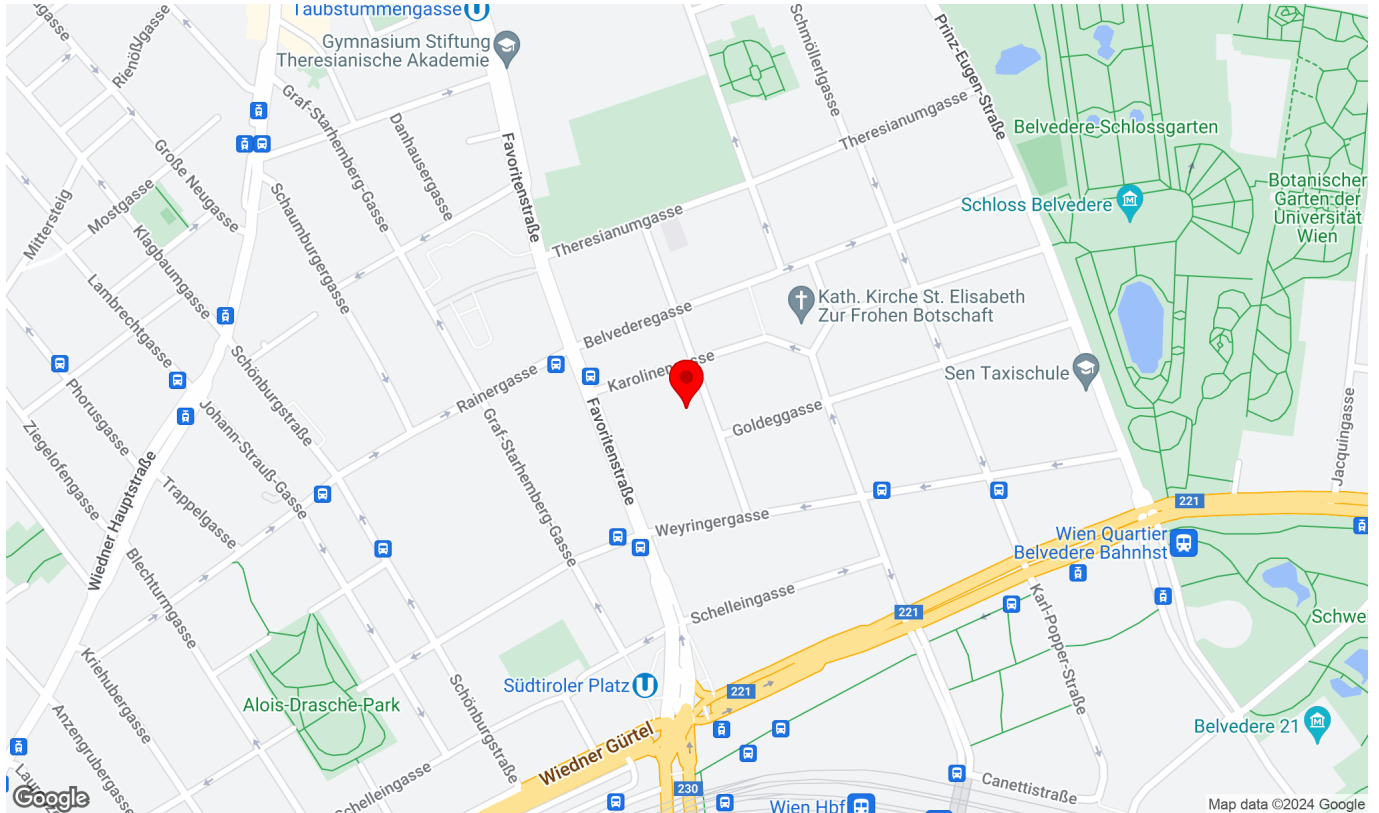 Taubstummengasse
Gymnasium Stiftung
Theresianische Akademie
Rienößlgasse
Graf-Starhemberg-Gasse
Danhausergasse
Favoritenstraße
Schmöllerlgasse
Prinz-Eugen-Straße
Theresianumgasse
Belvedere-Schlossgarten
Botanischer
Garten der
Universität
Wien
Schloss Belvedere
Große Neugasse
Mostgasse
Mittersteig
Klagbaumgasse
Schaumburgergasse
Theresianumgasse
Lambrechtgasse
Belvederegasse
Kath. Kirche St. Elisabeth
Zur Frohen Botschaft
Karolinengasse
Sen Taxischule
Rainergasse
Schönburgstraße
Phorusgasse
Johann-Strauß-Gasse
Goldeggasse
Graf-Starhemberg-Gasse
Favoritenstraße
Ziegelofengasse
Trappelgasse
Wiedner Hauptstraße
Jacquingasse
Weyringergasse
221
Wien Quartier
Belvedere Bahnhst
Blechturmgasse
Schelleingasse
221
Karl-Popper-Straße
Schwei
Kriehubergasse
Südtiroler Platz
221
Alois-Drasche-Park
Schönburgstraße
Anzengrubergasse
Belvedere 21
Wiedner Gürtel
Schelleingasse
230
Canettistraße
Wien Hbf
Google
Map data ©2024 Google